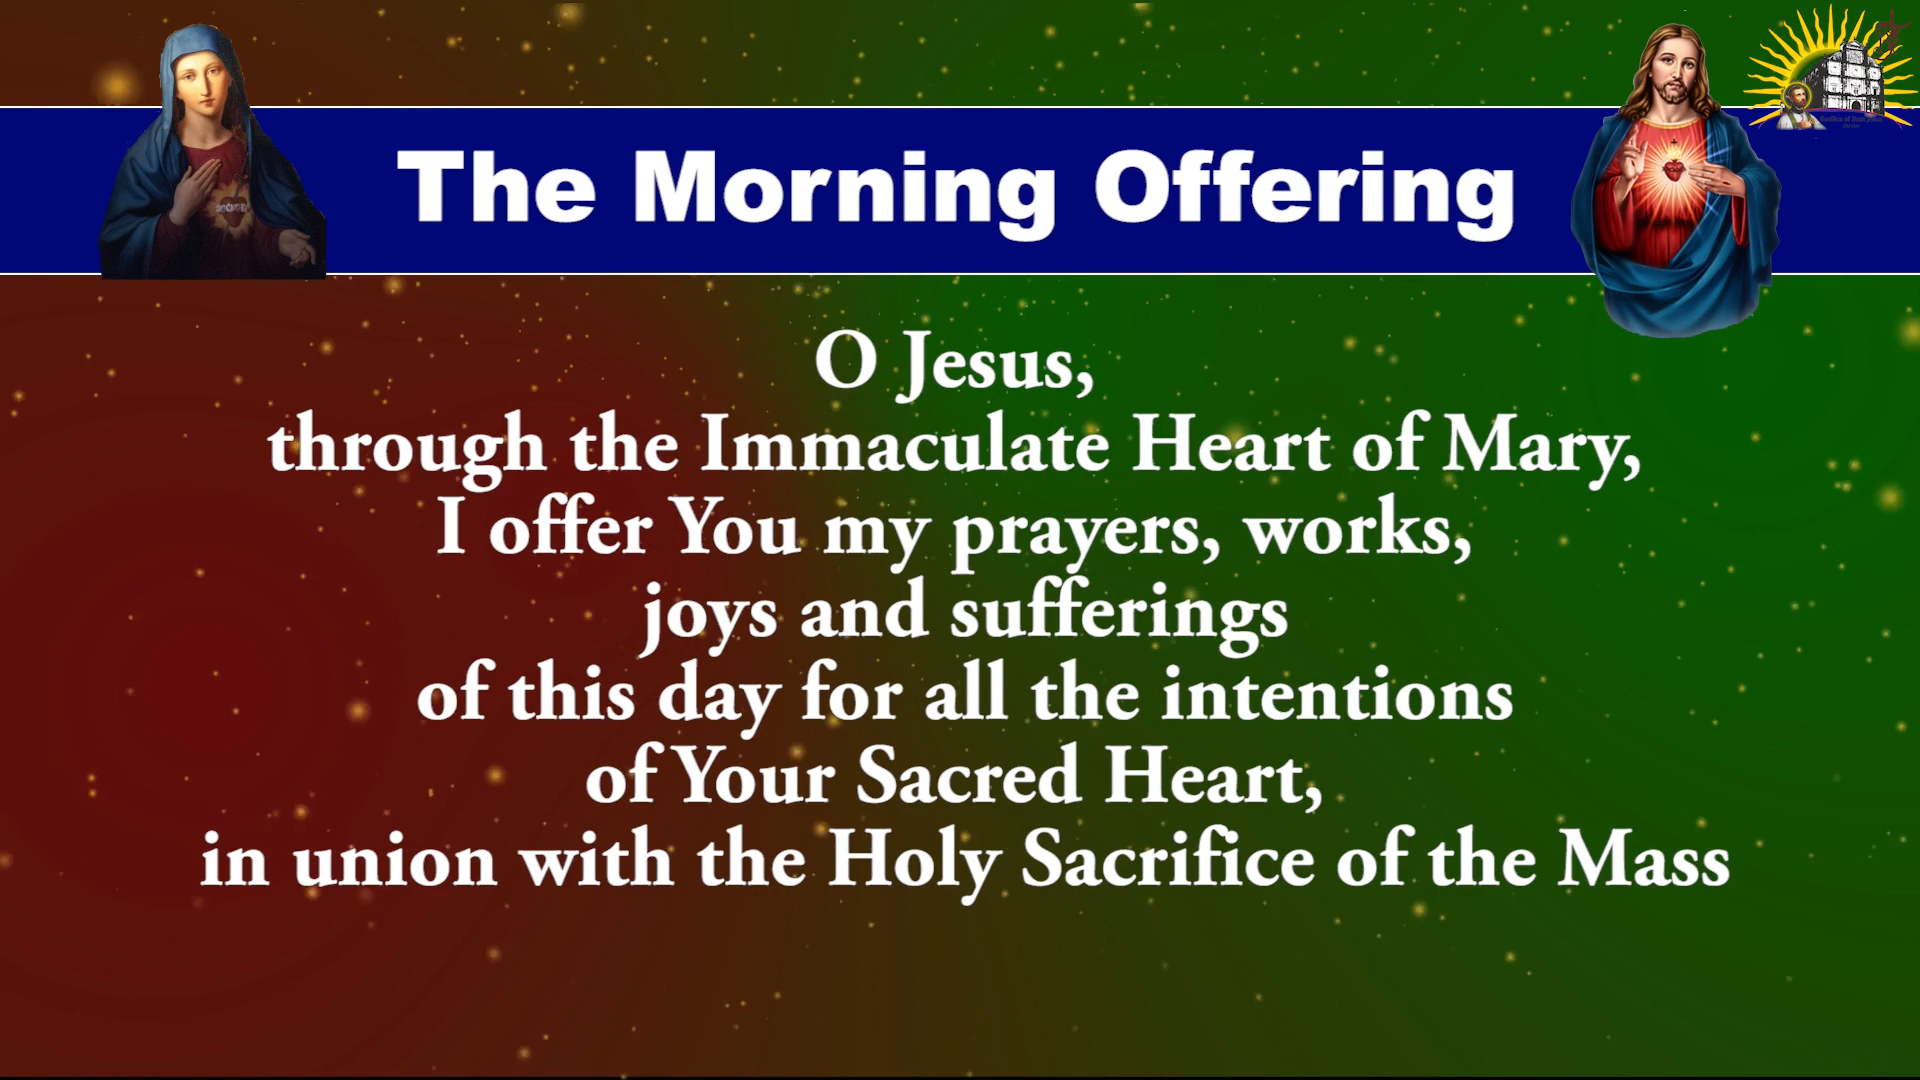 The Morning Offering
O Jesus,
through the Immaculate Heart of Mary,
I offer You my prayers, works,
joys and sufferings
of this day for all the intentions
of Your Sacred Heart,
in union with the Holy Sacrifice of the Mass